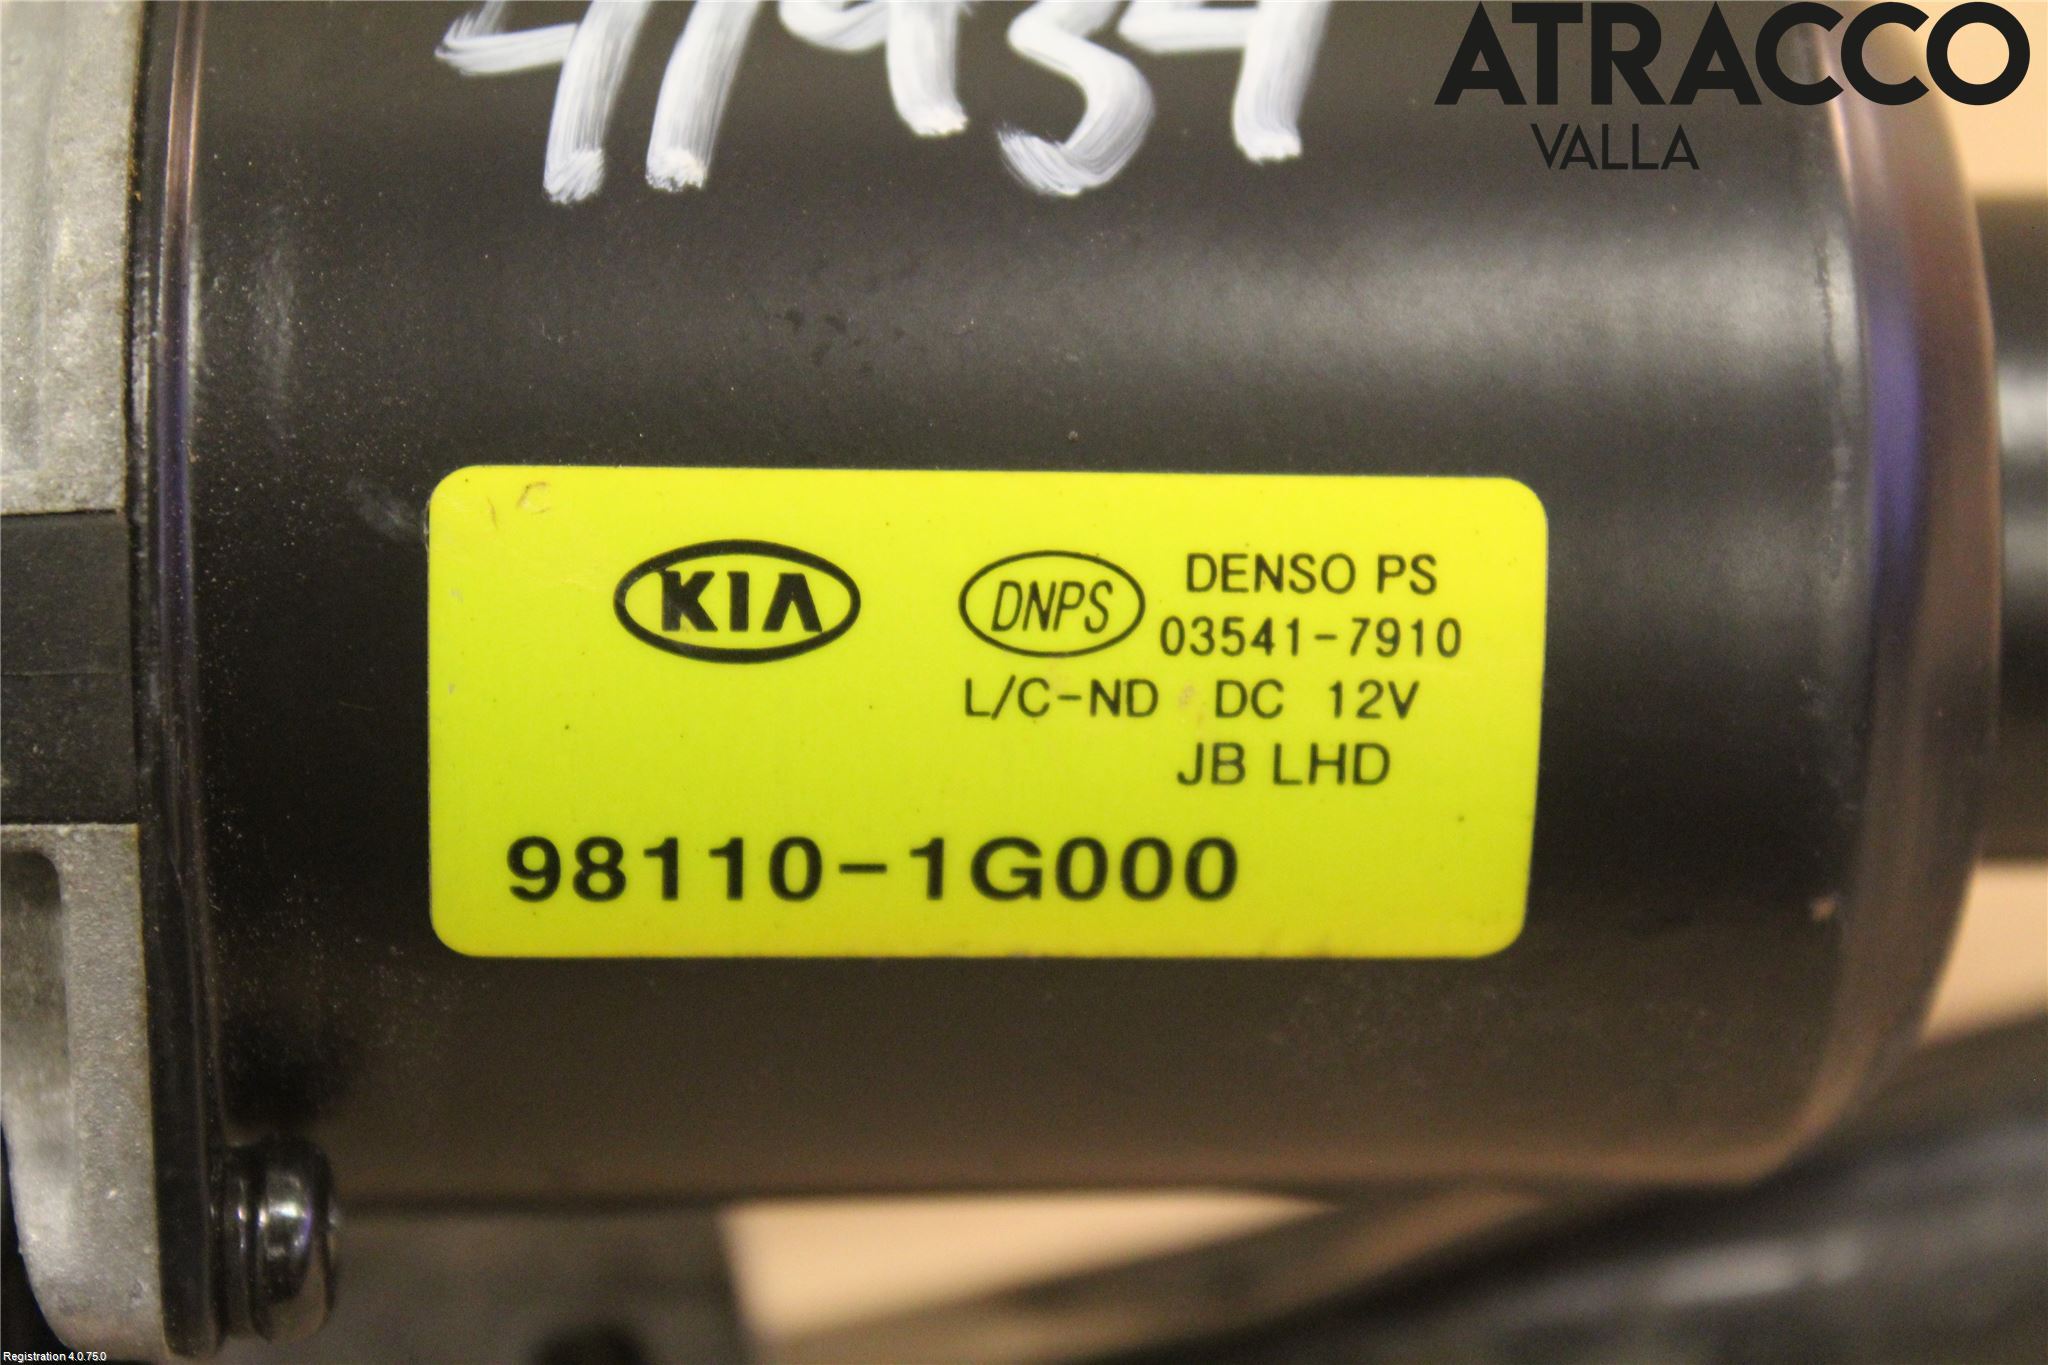 41934
ATRACCO
VALLA
KIA
DNPS
DENSO PS
03541-7910
L/C-ND DC 12V
JB LHD
98110-1G000
Registration 4.0.75.0